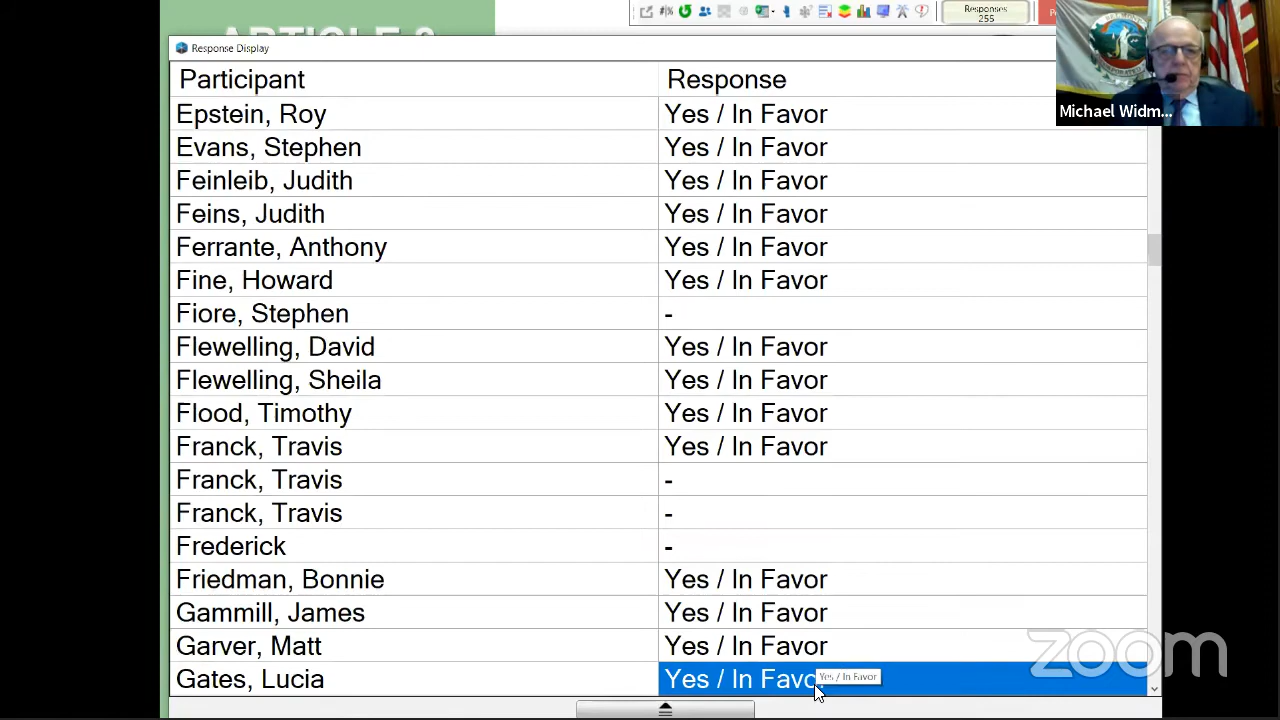 ARTICLE
Responses
255
Response Display
Participant Response
Epstein, Roy Yes / In Favor
Evans, Stephen Yes / In Favor
Feinleib, Judith Yes / In Favor
Feins, Judith Yes / In Favor
Ferrante, Anthony Yes / In Favor
Fine, Howard Yes / In Favor
Fiore, Stephen -
Flewelling, David Yes / In Favor
Flewelling, Sheila Yes / In Favor
Flood, Timothy Yes / In Favor
Franck, Travis Yes / In Favor
Franck, Travis -
Franck, Travis -
Frederick -
Friedman, Bonnie Yes / In Favor
Gammill, James Yes / In Favor
Garver, Matt Yes / In Favor
Gates, Lucia Yes / In Favor
Yes / In Favor
Michael Widm...
zoom